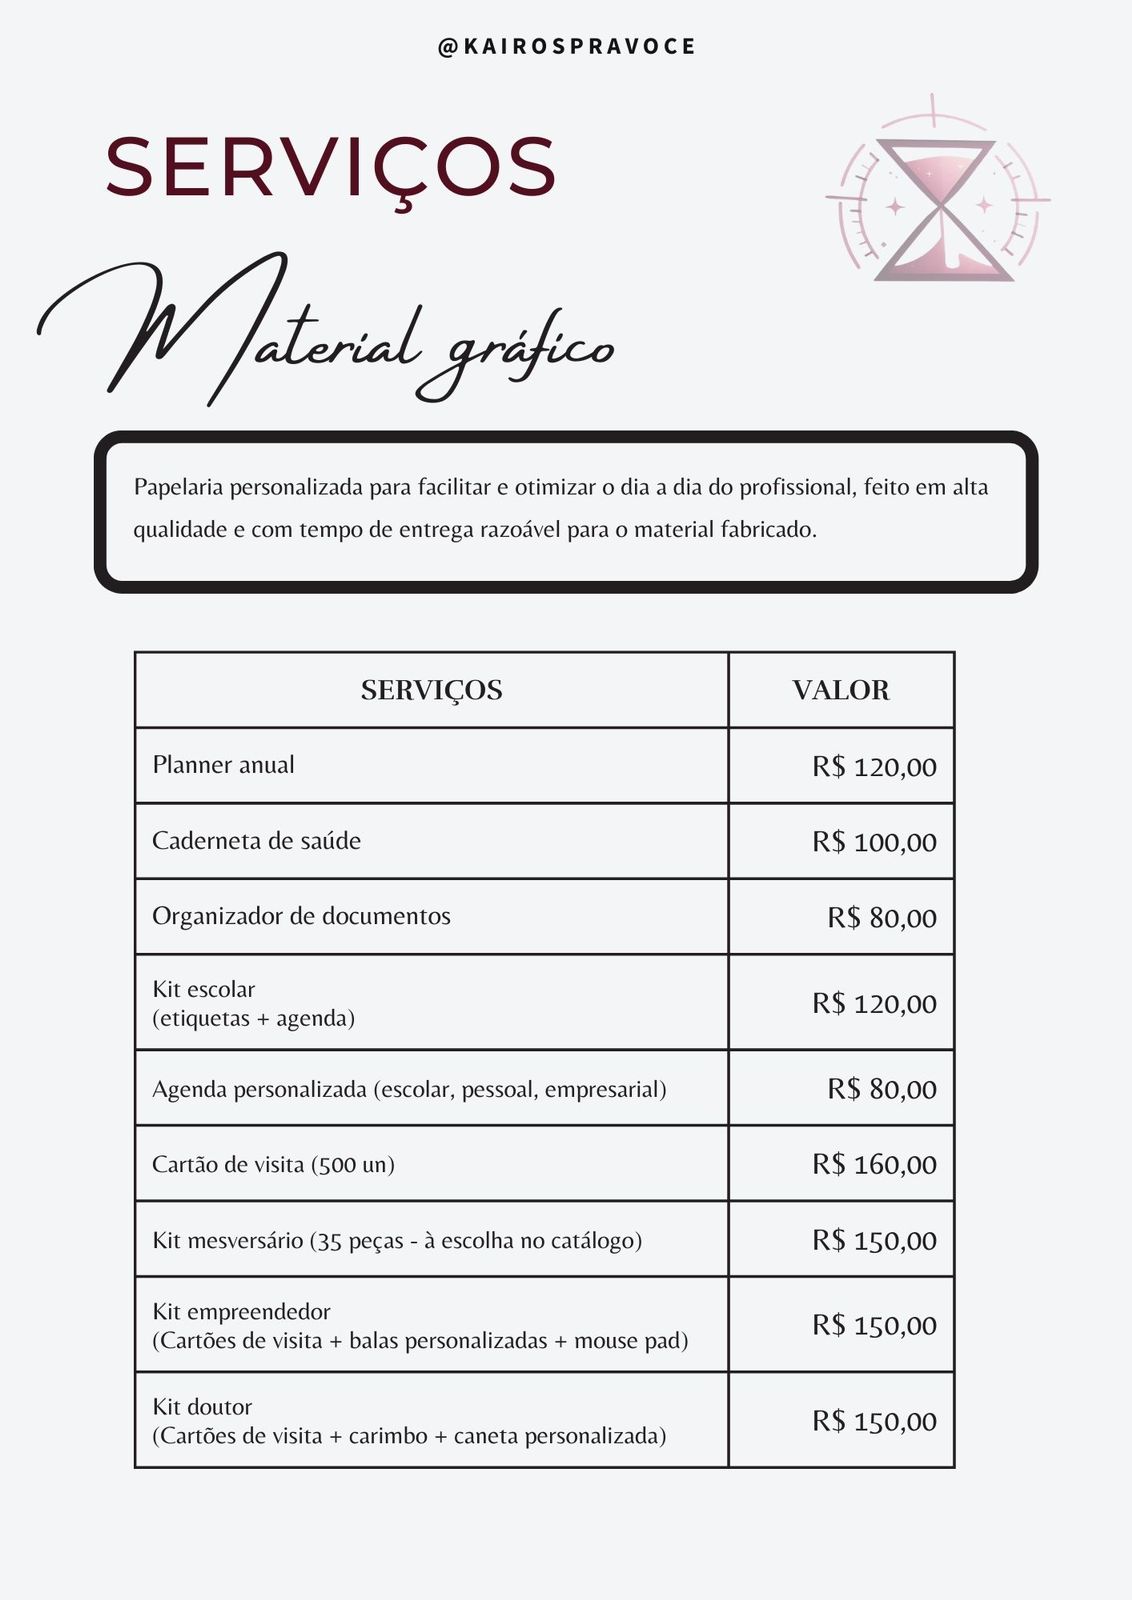 @KAIROSPRAVOCE
SERVIÇOS
Material gráfico
Papelaria personalizada para facilitar e otimizar o dia a dia do profissional, feito em alta
qualidade e com tempo de entrega razoável para o material fabricado.
SERVIÇOS VALOR
Planner anual R$ 120,00
Caderneta de saúde R$ 100,00
Organizador de documentos R$ 80,00
Kit escolar
(etiquetas + agenda) R$ 120,00
Agenda personalizada (escolar, pessoal, empresarial) R$ 80,00
Cartão de visita (500 un) R$ 160,00
Kit mesversário (35 peças - à escolha no catálogo) R$ 150,00
Kit empreendedor
(Cartões de visita + balas personalizadas + mouse pad) R$ 150,00
Kit doutor
(Cartões de visita + carimbo + caneta personalizada) R$ 150,00